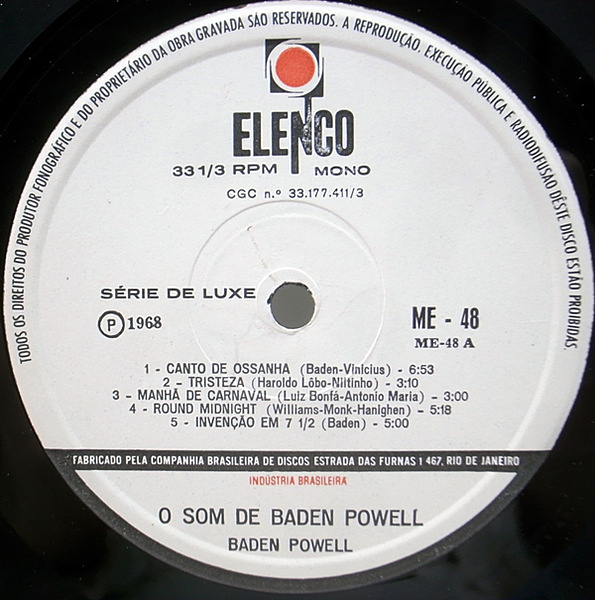 TODOS OS DIREITOS DO PRODUTOR FONOGRÁFICO E DO PROPRIETÁRIO DA OBRA GRAVADA SÃO RESERVADOS. A REPRODUÇÃO, EXECUÇÃO PÚBLICA E RADIODIFUSÃO DÊSTE DISCO ESTÃO PROIBIDAS.
ELENCO
33 1/3 RPM MONO
CGC n.º 33.177.411/3
SÉRIE DE LUXE
Ⓟ 1968
ME - 48
ME-48 A
1 - CANTO DE OSSANHA (Baden-Vinícius) - 6:53
2 - TRISTEZA (Haroldo Lôbo-Niltinho) - 3:10
3 - MANHÃ DE CARNAVAL (Luiz Bonfá-Antonio Maria) - 3:00
4 - ROUND MIDNIGHT (Williams-Monk-Hanighen) - 5:18
5 - INVENÇÃO EM 7 1/2 (Baden) - 5:00
FABRICADO PELA COMPANHIA BRASILEIRA DE DISCOS ESTRADA DAS FURNAS 1 467, RIO DE JANEIRO
INDÚSTRIA BRASILEIRA
O SOM DE BADEN POWELL
BADEN POWELL